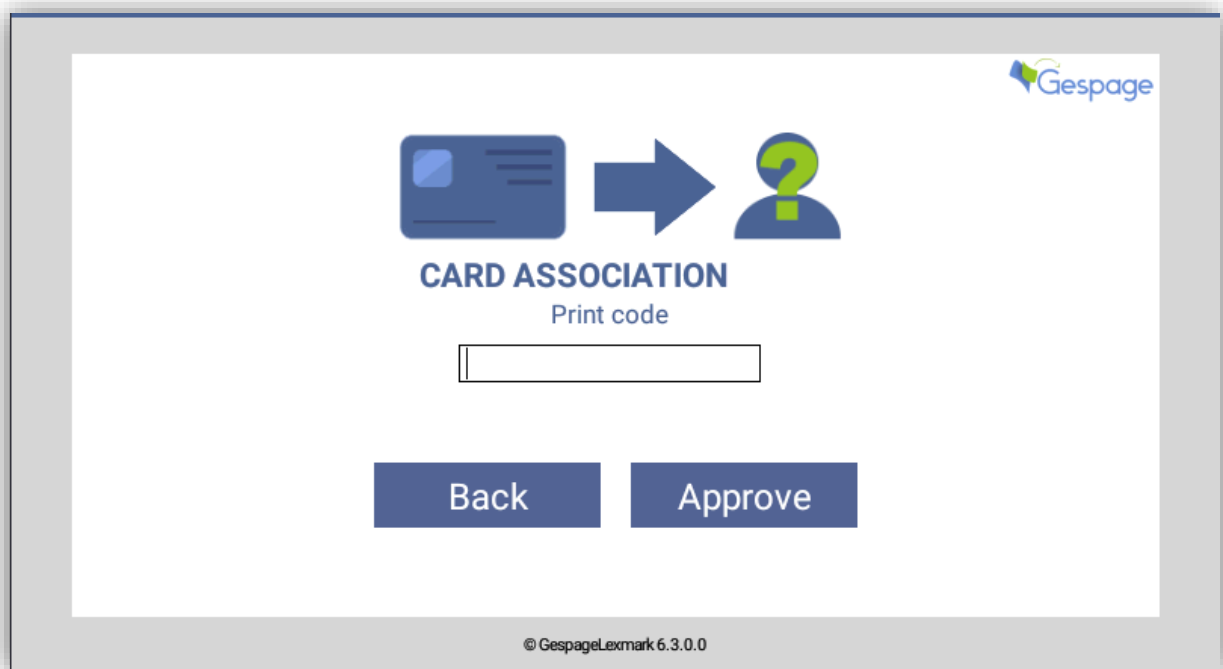 Gespage
?
CARD ASSOCIATION
Print code
Back
Approve
© GespageLexmark 6.3.0.0